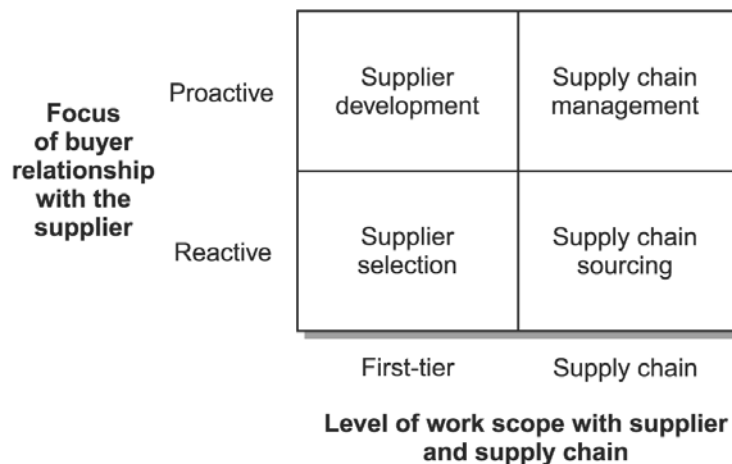 Focus
of buyer
relationship
with the
supplier
Proactive
Supplier
development
Supply chain
management
Reactive
Supplier
selection
Supply chain
sourcing
First-tier
Supply chain
Level of work scope with supplier
and supply chain